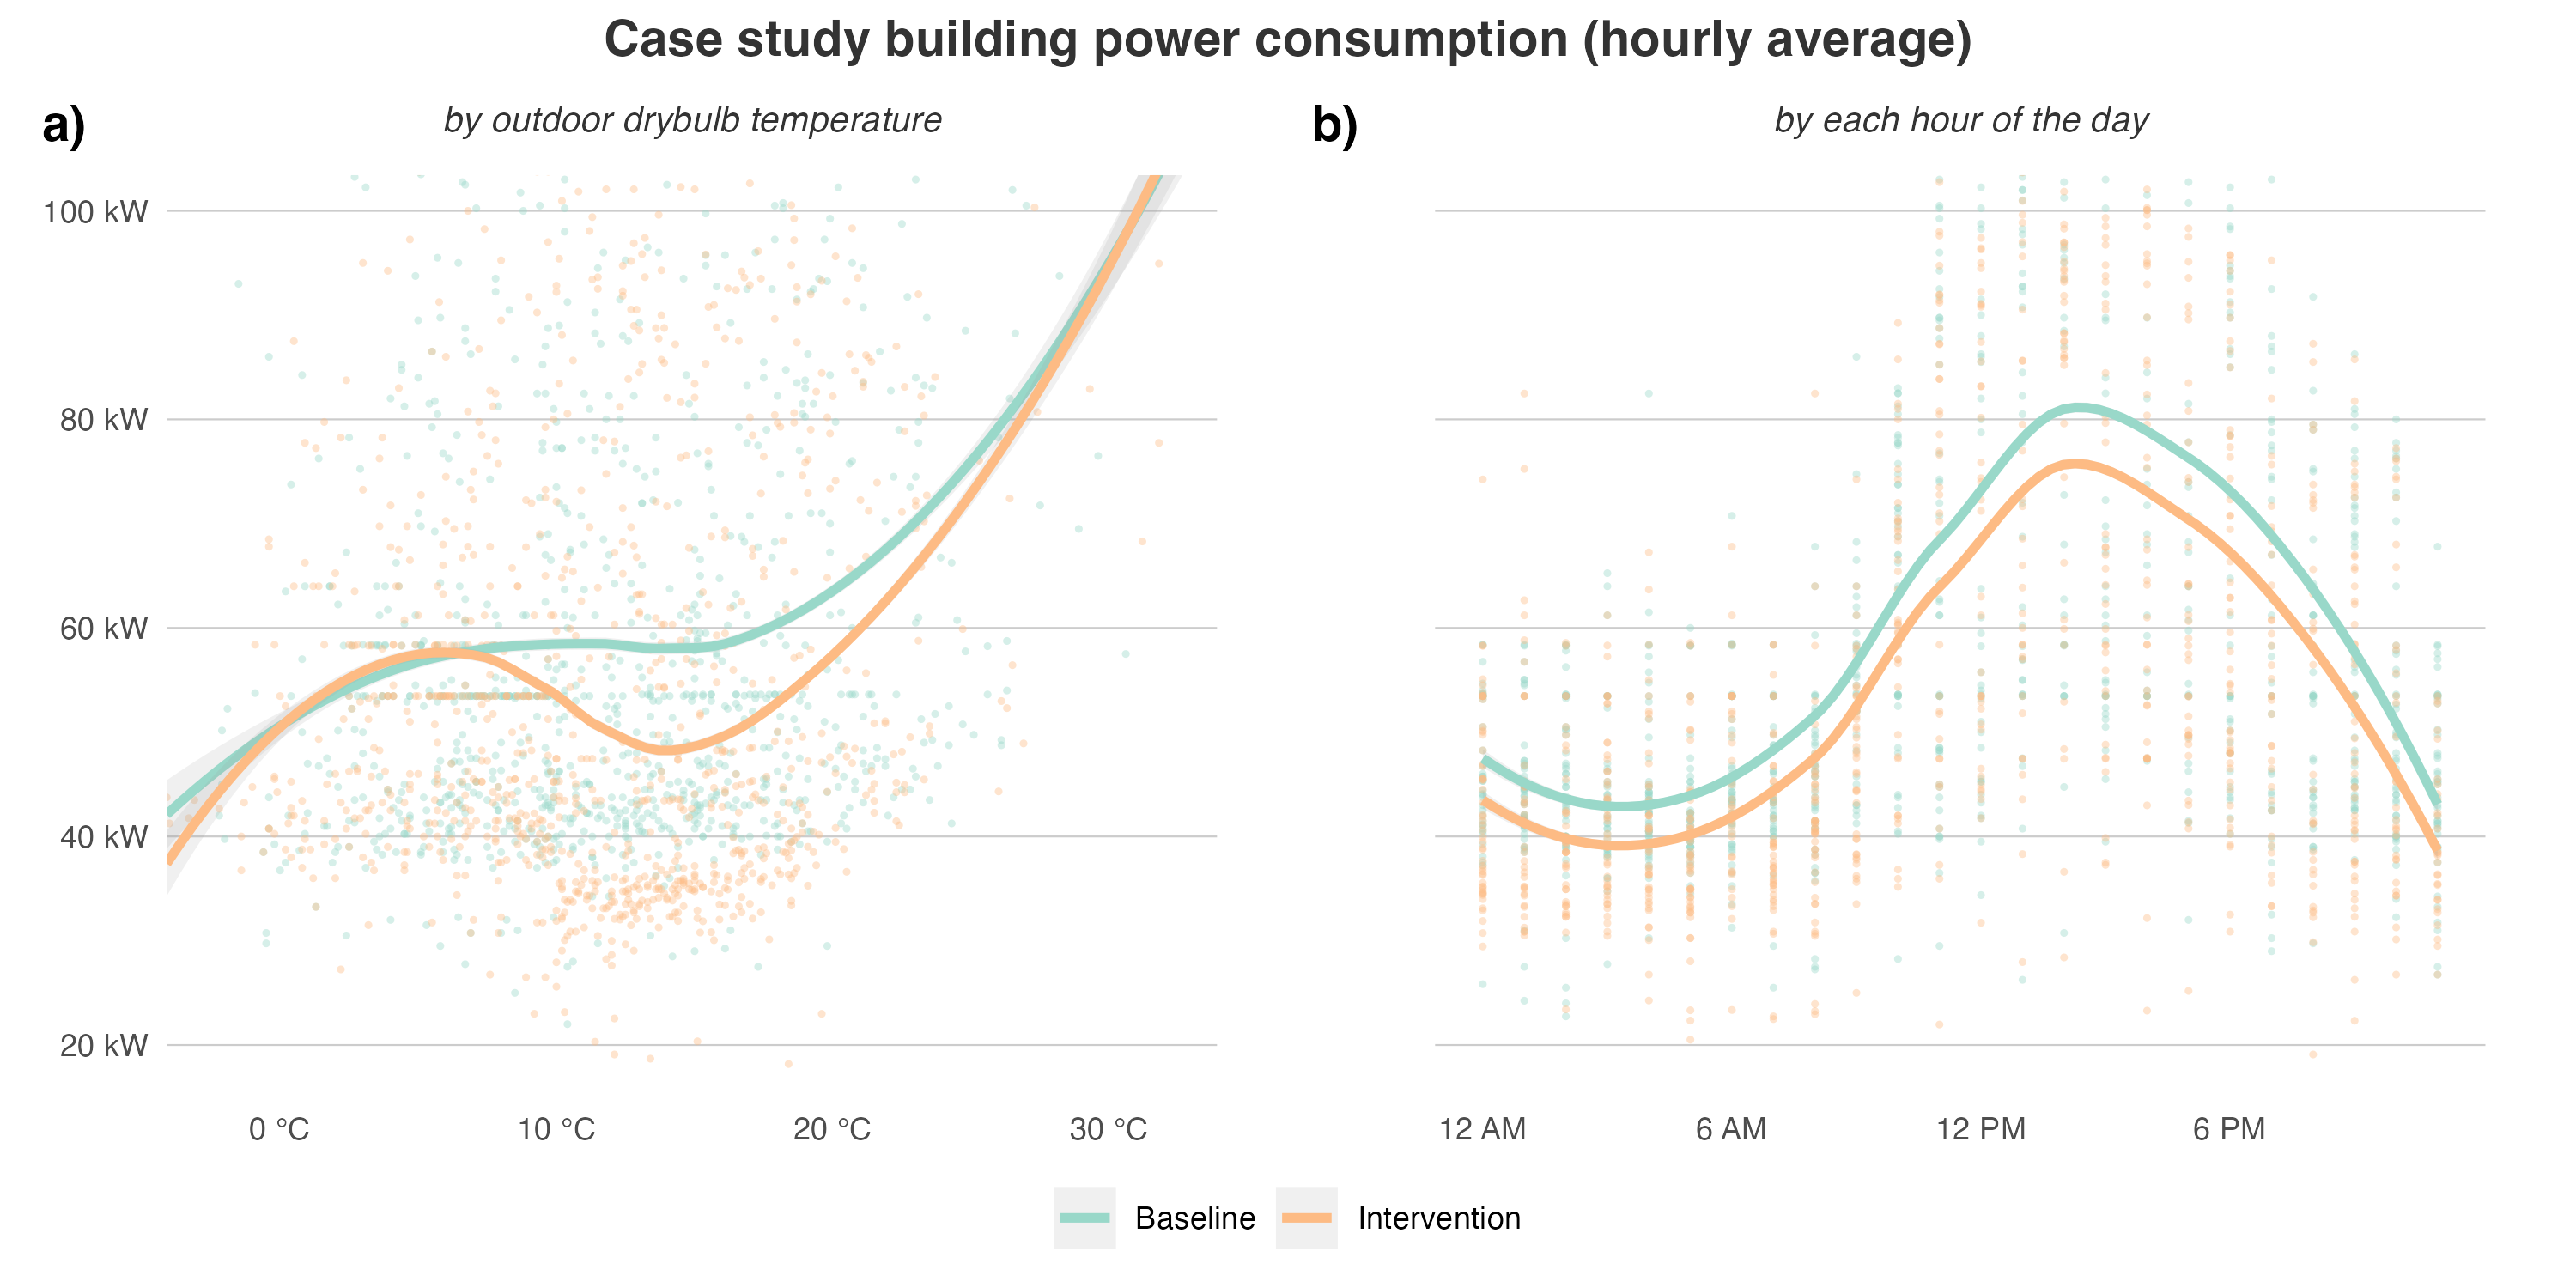 Case study building power consumption (hourly average)
a)
by outdoor drybulb temperature
100 kW
80 kW
60 kW
40 kW
20 kW
0 °C
10 °C
20 °C
30 °C
b)
by each hour of the day
12 AM
6 AM
12 PM
6 PM
Baseline
Intervention